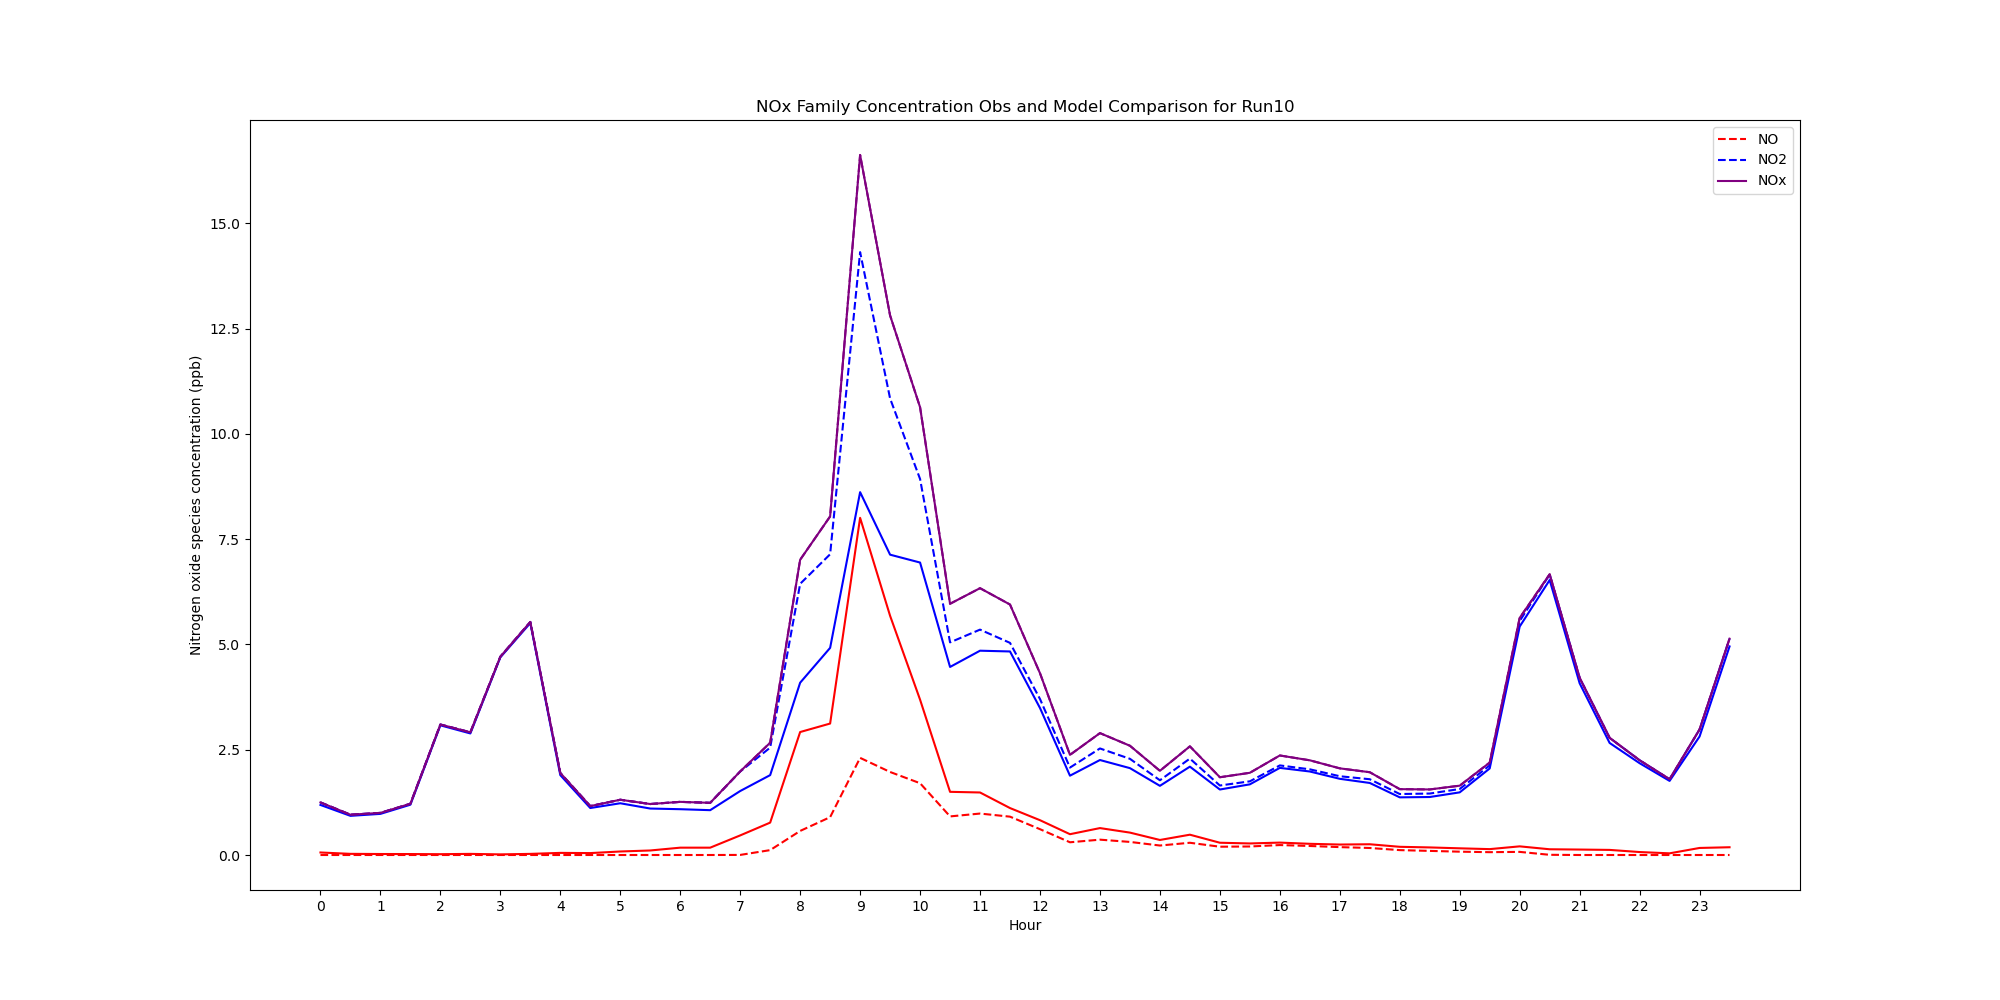 NOx Family Concentration Obs and Model Comparison for Run10
NO
NO2
NOx
15.0
12.5
10.0
7.5
5.0
2.5
0.0
Nitrogen oxide species concentration (ppb)
0 1 2 3 4 5 6 7 8 9 10 11 12 13 14 15 16 17 18 19 20 21 22 23
Hour